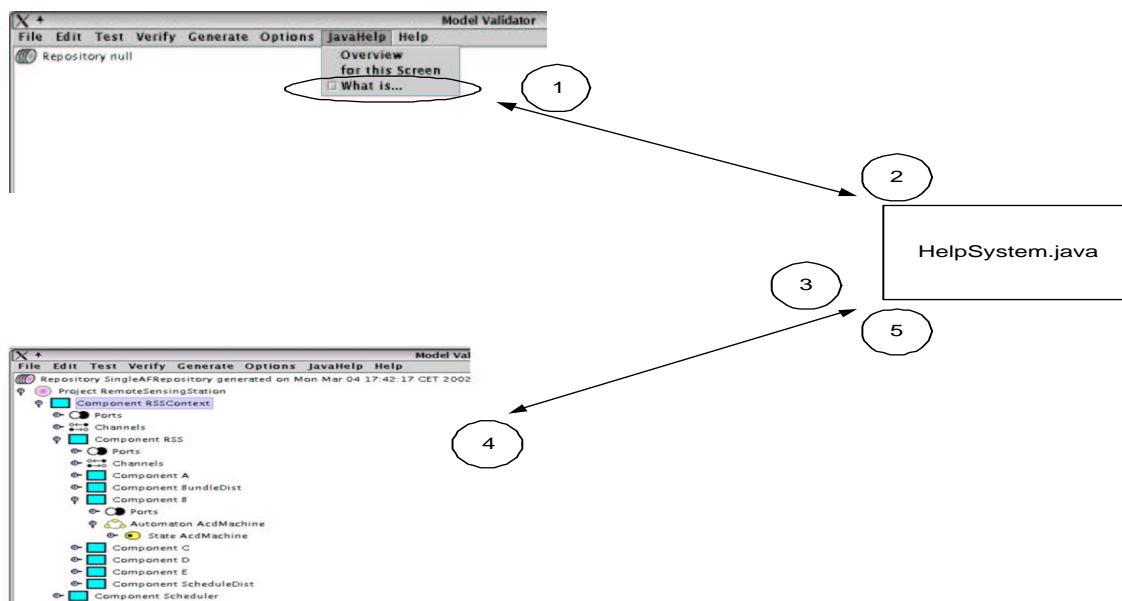 Model Validator
File Edit Test Verify Generate Options JavaHelp Help
Repository null
Overview
for this Screen
What is...
1
2
HelpSystem.java
3
5
Model Val
File Edit Test Verify Generate Options JavaHelp Help
Repository SingleAFRepository generated on Mon Mar 04 17:42:17 CET 2002
Project RemoteSensingStation
Component RSSContext
Ports
Channels
Component RSS
Ports
Channels
Component A
Component BundleDist
Component B
Ports
Automaton AcdMachine
State AcdMachine
Component C
Component D
Component E
Component ScheduleDist
Component Scheduler
4